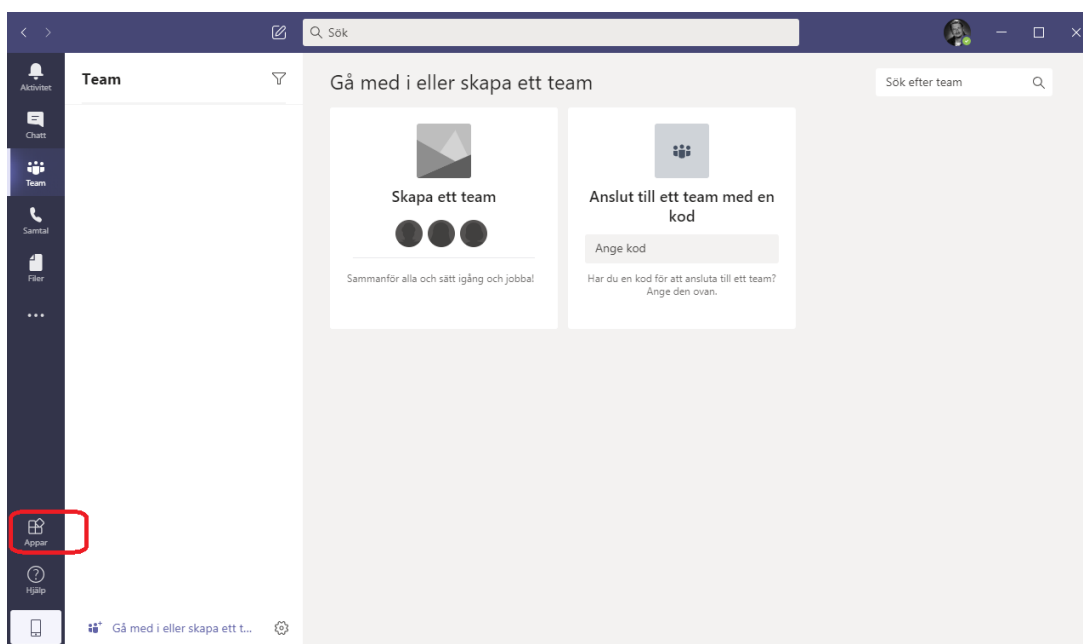 Sök
Aktivitet
Chatt
Team
Samtal
Filer
Appar
Hjälp
Team
Gå med i eller skapa ett t...
Gå med i eller skapa ett team
Sök efter team
Skapa ett team
Sammanför alla och sätt igång och jobba!
Anslut till ett team med en
kod
Ange kod
Har du en kod för att ansluta till ett team?
Ange den ovan.